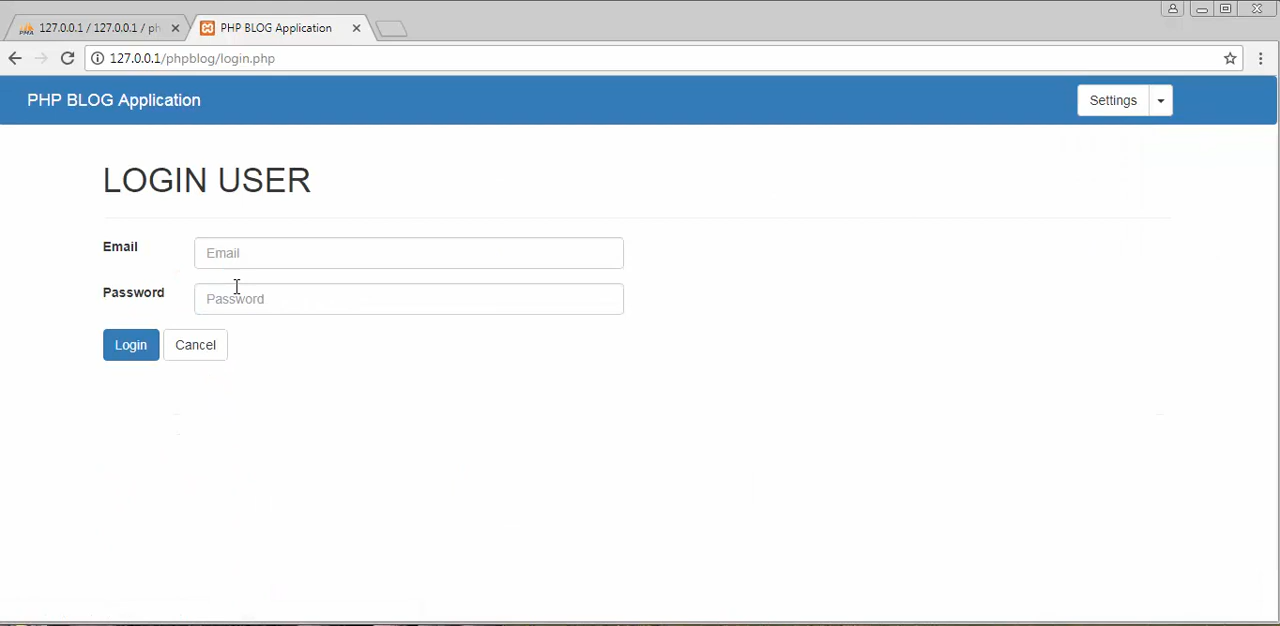 127.0.0.1 / 127.0.0.1 / ph
PHP BLOG Application
127.0.0.1/phpblog/login.php
PHP BLOG Application
Settings
LOGIN USER
Email
Email
Password
Password
Login
Cancel